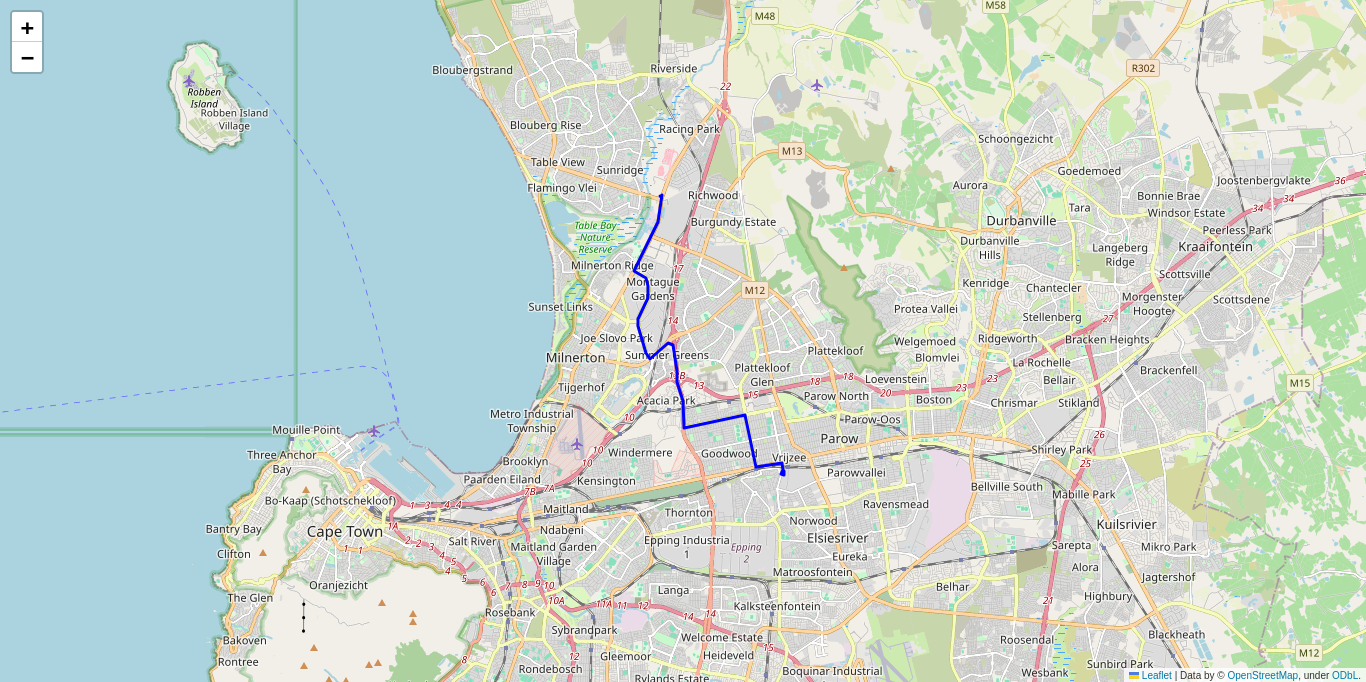 +
−
M48
M58
Bloubergstrand
Riverside
R302
22
Robben
Island
Robben Island
Village
Blouberg Rise
Racing Park
Schoongezicht
M13
Table View
Sunridge
Goedemoed
Flamingo Vlei
Aurora
Joostenbergvlakte
36
Richwood
Bonnie Brae
34
34
Tara
Windsor Estate
Burgundy Estate
Durbanville
Table Bay
Nature
Reserve
Peerless Park
Durbanville
Hills
Langeberg
Ridge
Kraaifontein
Milnerton Ridge
17
Scottsville
Montague
Gardens
M12
Kenridge
Chantecler
Morgenster
Hoogte
Scottsdene
Sunset Links
Protea Vallei
Stellenberg
14
Joe Slovo Park
Welgemoed
Ridgeworth
Bracken Heights
Milnerton
Summer Greens
Plattekloof
Blomvlei
La Rochelle
Plattekloof
Glen
Brackenfell
13B
13
18
18
Loevenstein
23
23
Bellair
M15
Tijgerhof
15
20
Acacia Park
Parow North
Boston
Chrismar
Stikland
Metro Industrial
Township
10
Parow-Oos
Mouille Point
26
Parow
Three Anchor
Bay
Windermere
Goodwood
Vrijzee
Shirley Park
Brooklyn
10
Parowvallei
Paarden Eiland
Kensington
Bellville South
Mabille Park
Bo-Kaap (Schotschekloof)
7B
7A
1
3
4
4
Maitland
Thornton
Ravensmead
Bantry Bay
1A
Cape Town
Ndabeni
Norwood
Kuilsrivier
Clifton
1
1
2
2
3
4
5
5
4
Salt River
Maitland Garden
Village
Epping Industria
1
Epping
2
Elsiesriver
Sarepta
Mikro Park
Eureka
Oranjezicht
6
Matroosfontein
Alora
Jagtershof
The Glen
6
7
8
9
10
Langa
Belhar
Highbury
10A
11A
11
12
Kalksteenfontein
21
Rosebank
14
14
Bakoven
Sybrandpark
Welcome Estate
Roosendal
Blackheath
Rontree
8
12
Gleemoor
Heideveld
15
M12
Rondebosch
Boquinar Industrial
Wesbank
Sunbird Park
Rylands Estate
Leaflet | Data by © OpenStreetMap, under ODbL.